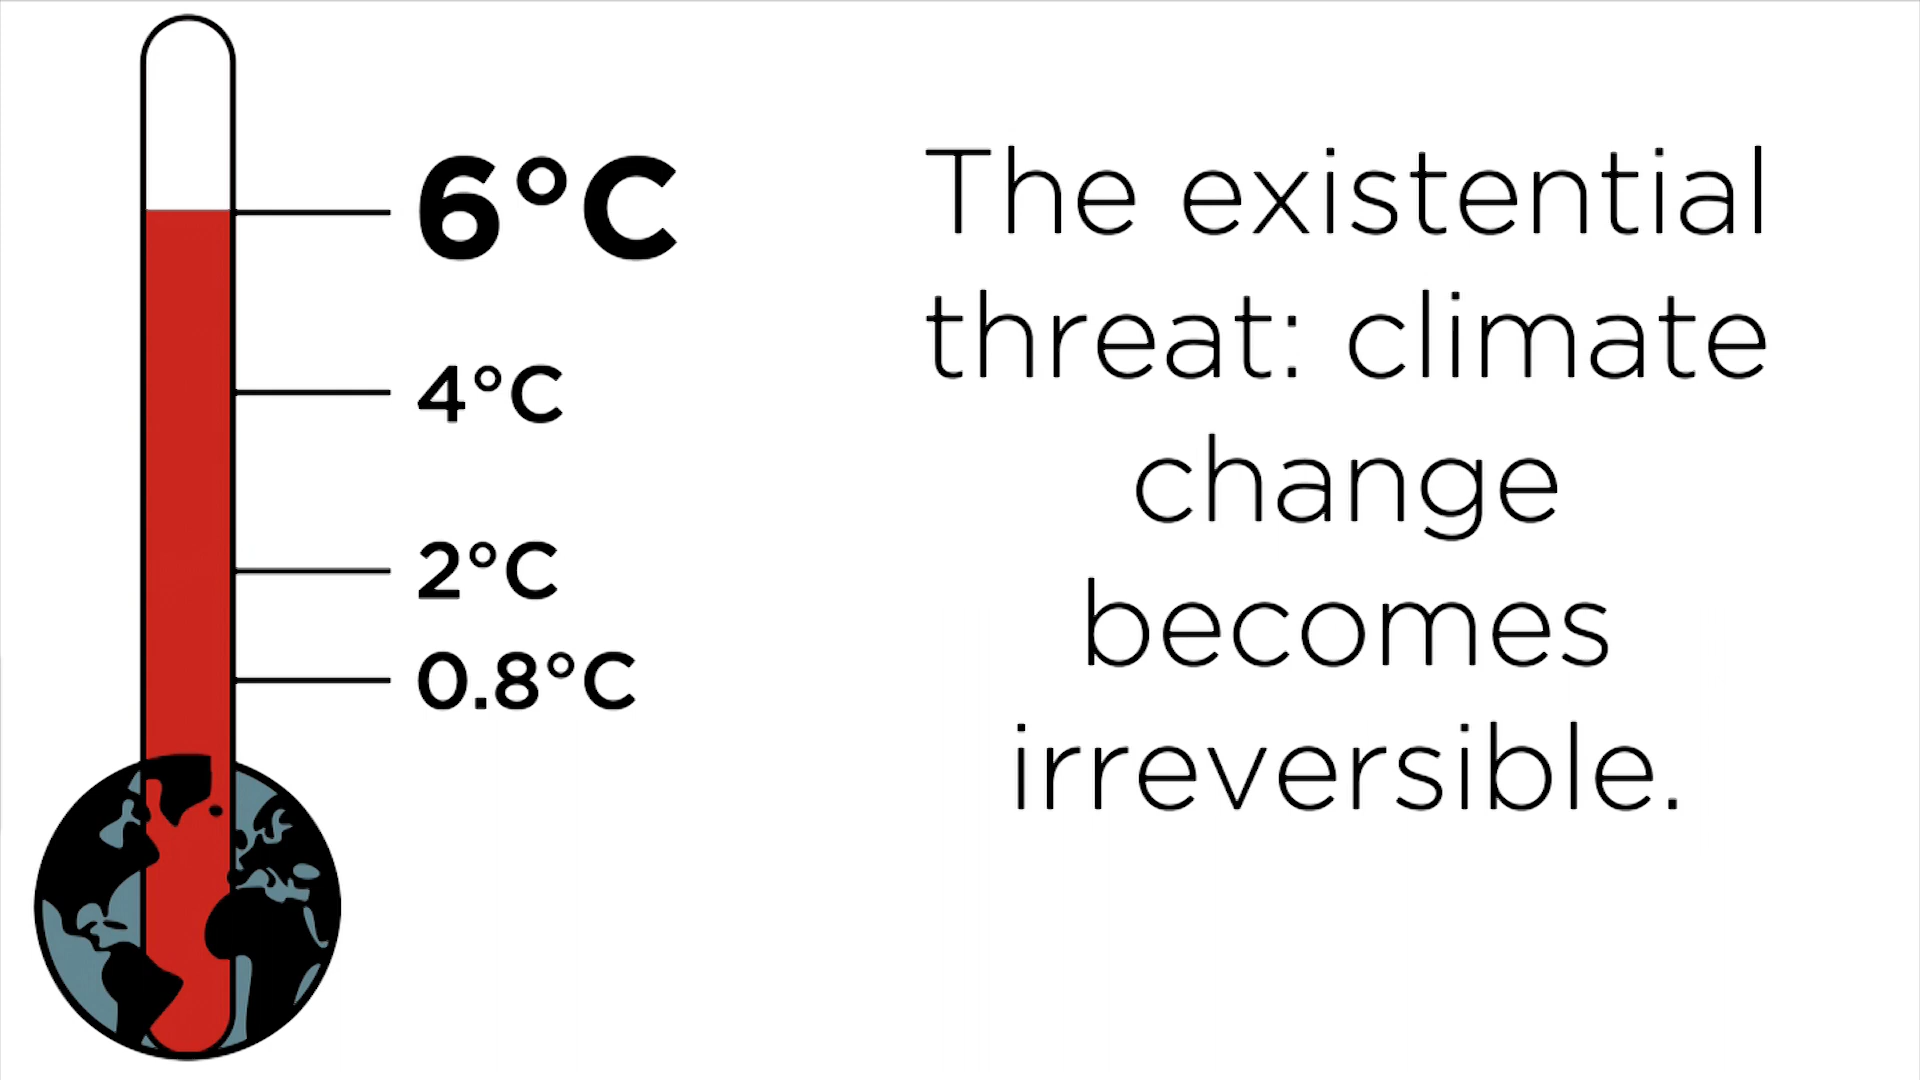 6°C
4°C
2°C
0.8°C
The existential
threat: climate
change
becomes
irreversible.